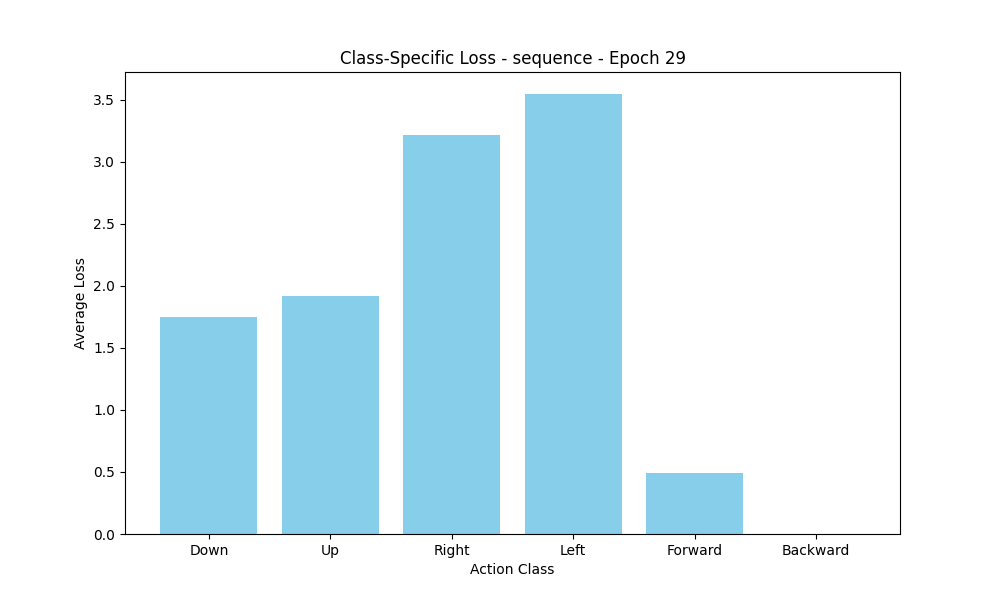 Class-Specific Loss - sequence - Epoch 29
Average Loss
3.5
3.0
2.5
2.0
1.5
1.0
0.5
0.0
Down Up Right Left Forward Backward
Action Class